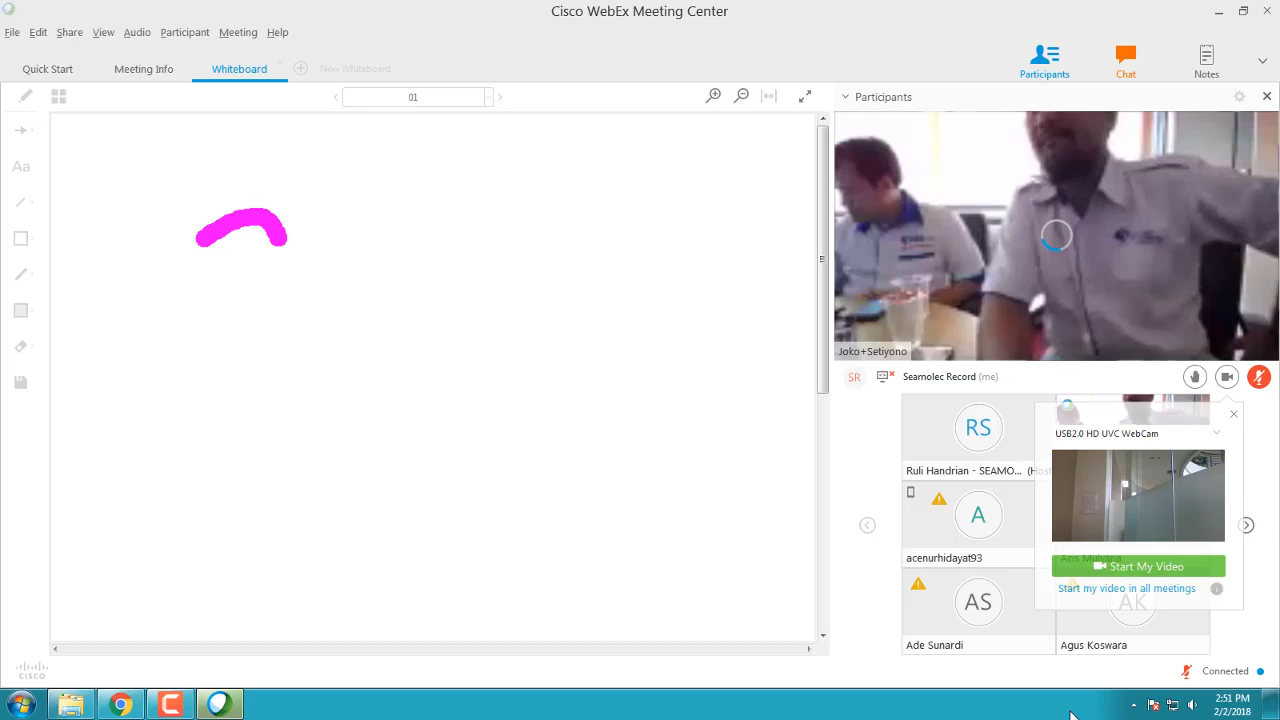 Cisco WebEx Meeting Center
File Edit Share View Audio Participant Meeting Help
Quick Start Meeting Info Whiteboard New Whiteboard
Participants Chat Notes
01
Participants
Aa
Joko+Setiyono
SR Seamolec Record (me)
RS
Ruli Handrian - SEAMO... (Host
USB2.0 HD UVC WebCam
A
acenurhidayat93
Acis Mulyana
Start My Video
Start my video in all meetings
AS
AK
Ade Sunardi
Agus Koswara
cisco
Connected
2:51 PM
2/2/2018